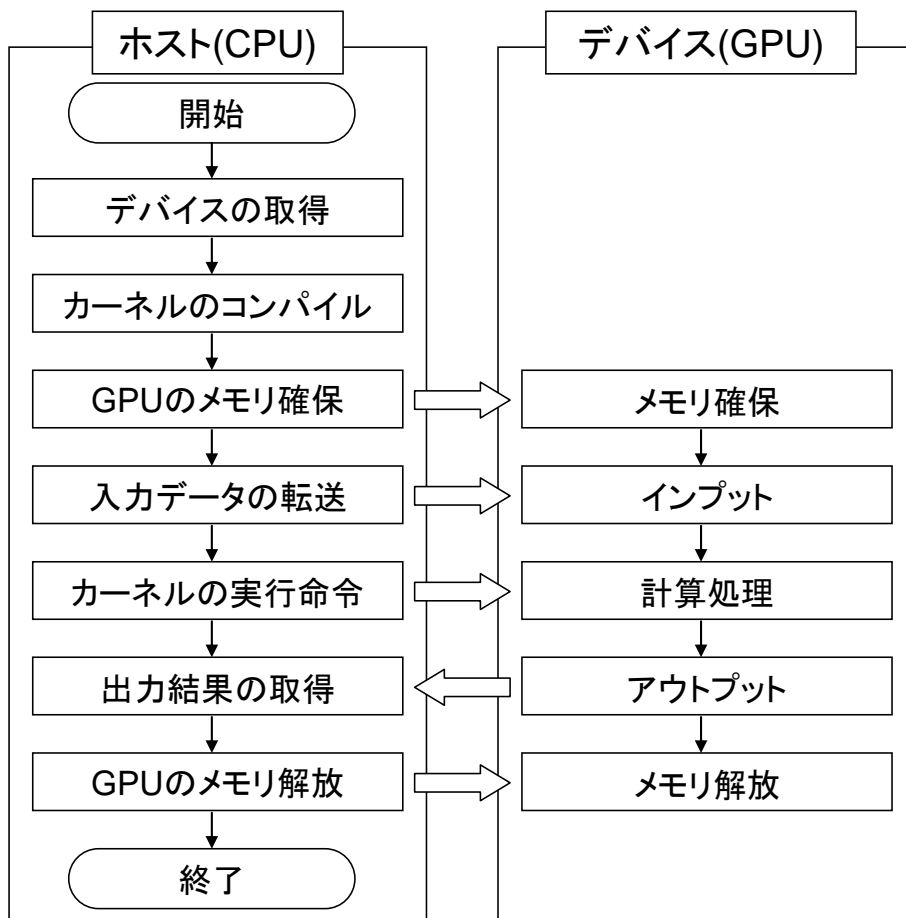 ホスト(CPU)
開始
デバイスの取得
カーネルのコンパイル
GPUのメモリ確保
入力データの転送
カーネルの実行命令
出力結果の取得
GPUのメモリ解放
終了
デバイス(GPU)
メモリ確保
インプット
計算処理
アウトプット
メモリ解放